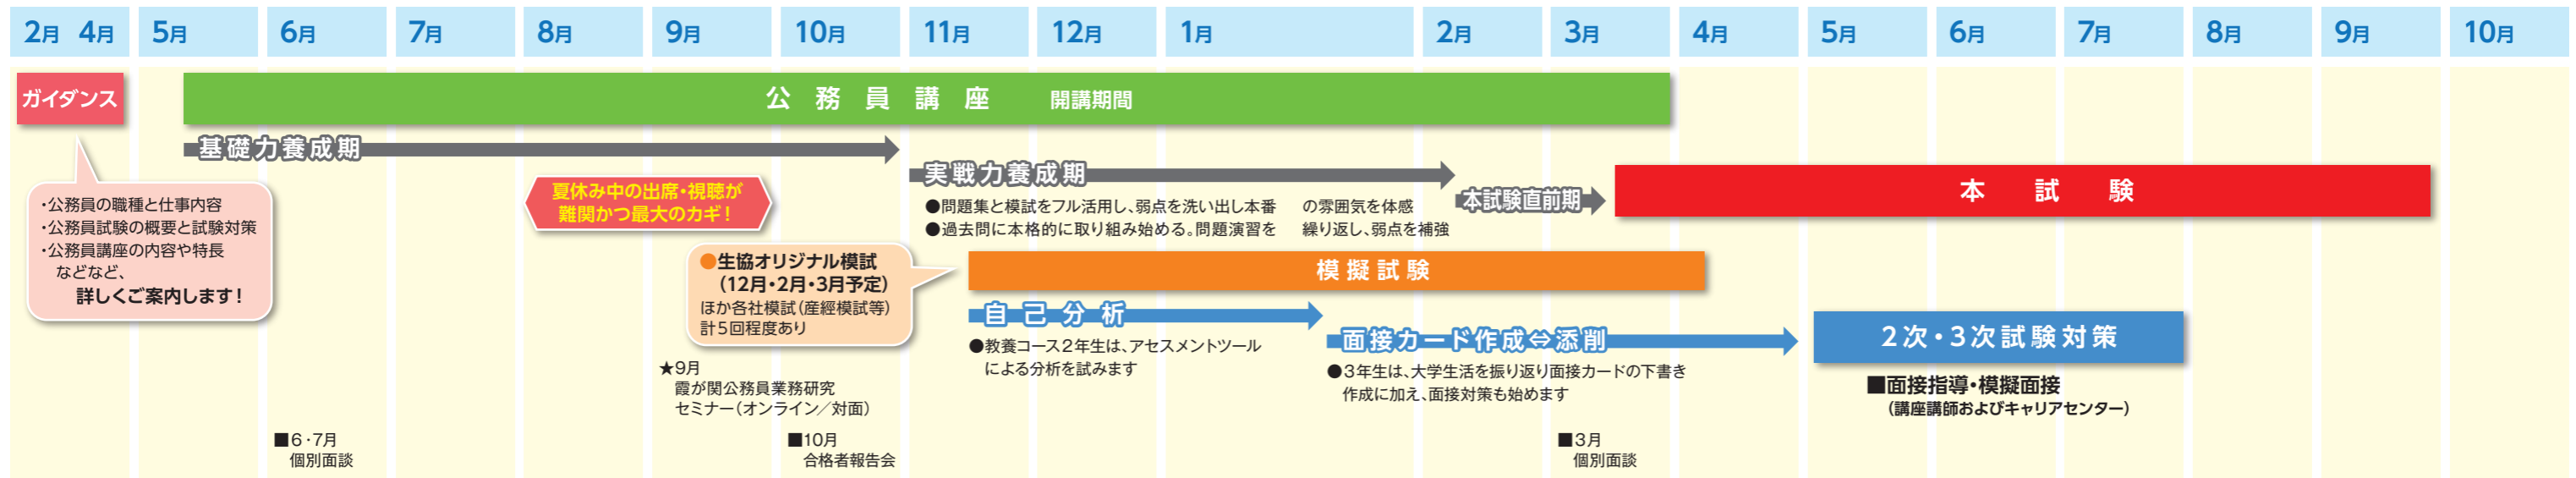 2月 4月 5月 6月 7月 8月 9月 10月 11月 12月 1月 2月 3月 4月 5月 6月 7月 8月 9月 10月
ガイダンス
公務員講座 開講期間
基礎力養成期
・公務員の職種と仕事内容
・公務員試験の概要と試験対策
・公務員講座の内容や特長
などなど、
詳しくご案内します！
夏休み中の出席・視聴が
難関かつ最大のカギ！
実戦力養成期
●問題集と模試をフル活用し、弱点を洗い出し本番 の雰囲気を体感
●過去問に本格的に取り組み始める。問題演習を 繰り返し、弱点を補強
本試験直前期
本試験
●生協オリジナル模試
（12月・2月・3月予定）
ほか各社模試（産經模試等）
計５回程度あり
模擬試験
自己分析
●教養コース２年生は、アセスメントツール
による分析を試みます
面接カード作成⇔添削
●３年生は、大学生活を振り返り面接カードの下書き
作成に加え、面接対策も始めます
２次・３次試験対策
■面接指導・模擬面接
（講座講師およびキャリアセンター）
★9月
霞が関公務員業務研究
セミナー（オンライン／対面）
■６・７月
個別面談
■10月
合格者報告会
■３月
個別面談